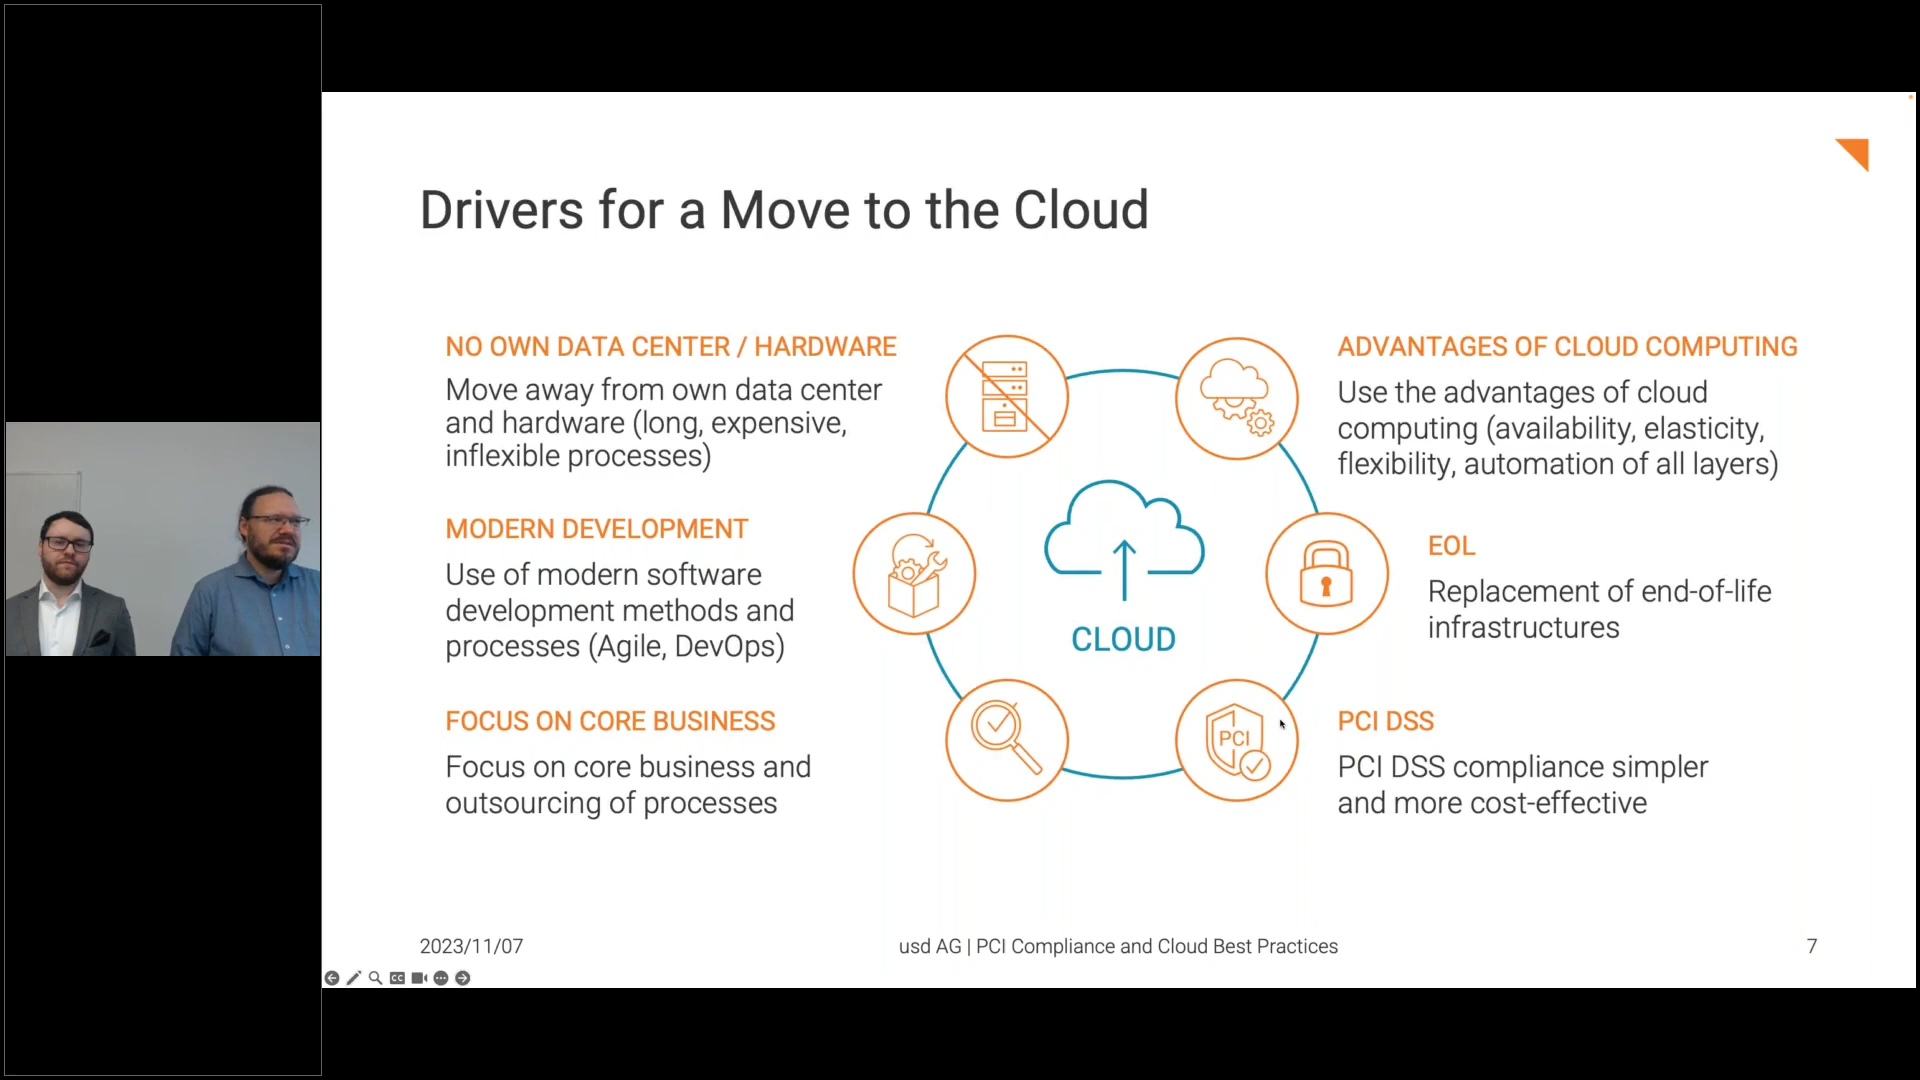 Drivers for a Move to the Cloud
NO OWN DATA CENTER / HARDWARE
Move away from own data center
and hardware (long, expensive,
inflexible processes)
MODERN DEVELOPMENT
Use of modern software
development methods and
processes (Agile, DevOps)
FOCUS ON CORE BUSINESS
Focus on core business and
outsourcing of processes
CLOUD
PCI
ADVANTAGES OF CLOUD COMPUTING
Use the advantages of cloud
computing (availability, elasticity,
flexibility, automation of all layers)
EOL
Replacement of end-of-life
infrastructures
PCI DSS
PCI DSS compliance simpler
and more cost-effective
2023/11/07
usd AG | PCI Compliance and Cloud Best Practices
7
CC